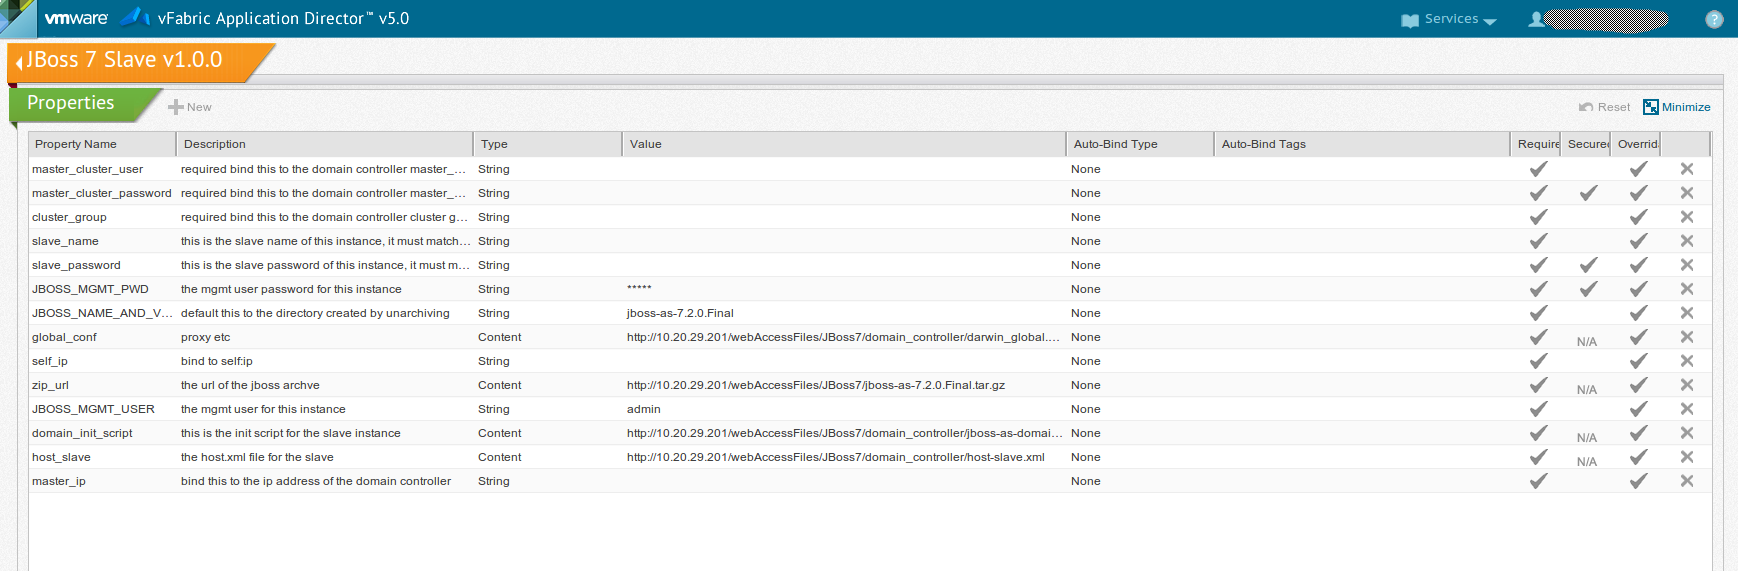 vmware vFabric Application Director™ v5.0 Services ?
JBoss 7 Slave v1.0.0
Properties New Reset Minimize
Property Name Description Type Value Auto-Bind Type Auto-Bind Tags Require Secured Overrid
master_cluster_user required bind this to the domain controller master_... String None
master_cluster_password required bind this to the domain controller master_... String None
cluster_group required bind this to the domain controller cluster g... String None
slave_name this is the slave name of this instance, it must match... String None
slave_password this is the slave password of this instance, it must m... String None
JBOSS_MGMT_PWD the mgmt user password for this instance String ***** None
JBOSS_NAME_AND_V... default this to the directory created by unarchiving String jboss-as-7.2.0.Final None
global_conf proxy etc Content http://10.20.29.201/webAccessFiles/JBoss7/domain_controller/darwin_global.... None N/A
self_ip bind to self:ip String None
zip_url the url of the jboss archve Content http://10.20.29.201/webAccessFiles/JBoss7/jboss-as-7.2.0.Final.tar.gz None N/A
JBOSS_MGMT_USER the mgmt user for this instance String admin None
domain_init_script this is the init script for the slave instance Content http://10.20.29.201/webAccessFiles/JBoss7/domain_controller/jboss-as-domai... None N/A
host_slave the host.xml file for the slave Content http://10.20.29.201/webAccessFiles/JBoss7/domain_controller/host-slave.xml None N/A
master_ip bind this to the ip address of the domain controller String None